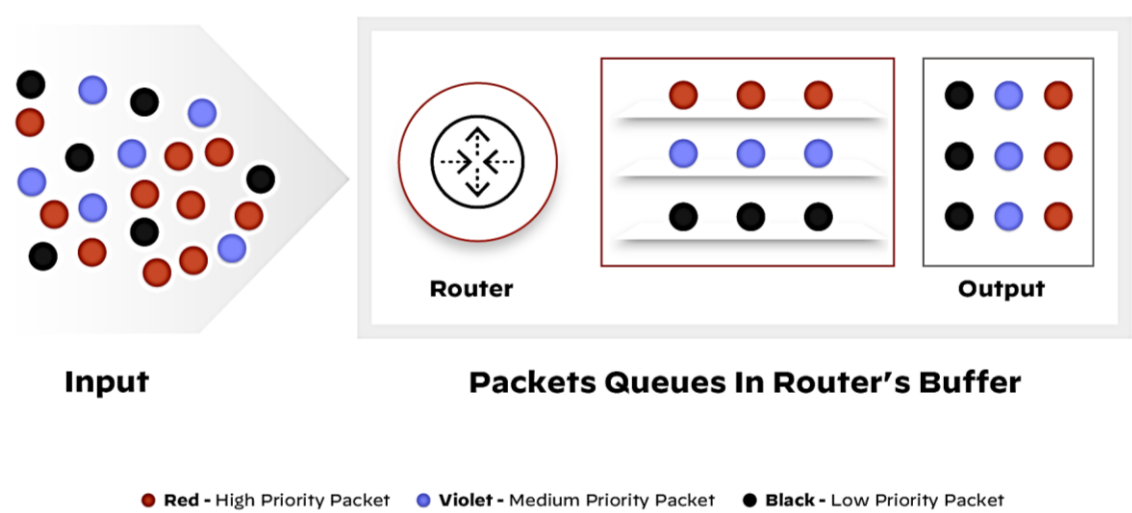 Router
Output
Input
Packets Queues In Router's Buffer
Red - High Priority Packet
Violet - Medium Priority Packet
Black - Low Priority Packet